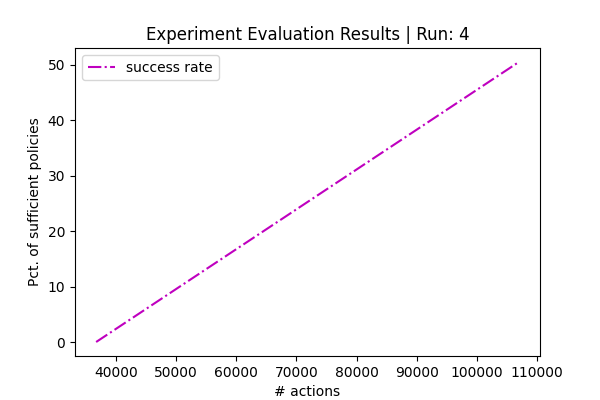 Experiment Evaluation Results | Run: 4
success rate
Pct. of sufficient policies
50
40
30
20
10
0
40000 50000 60000 70000 80000 90000 100000 110000
# actions